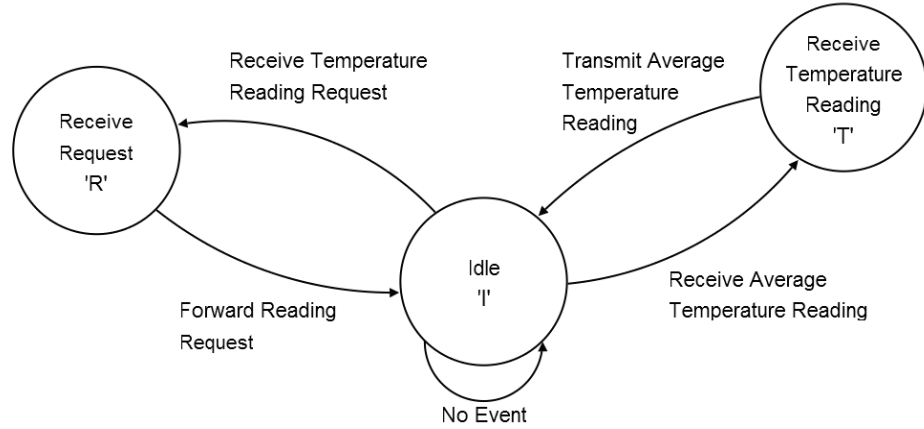 Receive Temperature
Reading Request
Transmit Average
Temperature
Reading
Receive
Temperature
Reading
'T'
Receive
Request
'R'
Idle
'I'
Receive Average
Temperature Reading
Forward Reading
Request
No Event